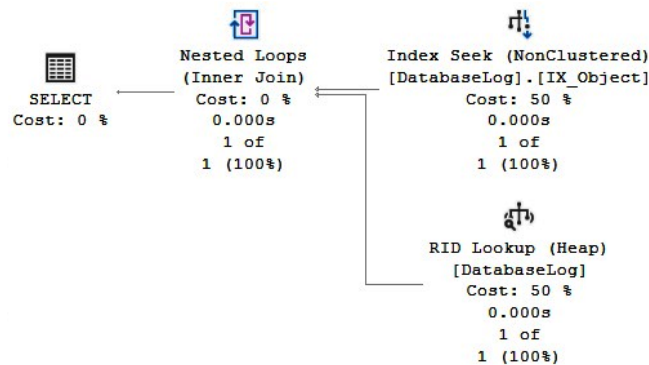 SELECT
Cost: 0 %
Nested Loops
(Inner Join)
Cost: 0 %
0.000s
1 of
1 (100%)
Index Seek (NonClustered)
[DatabaseLog].[IX_Object]
Cost: 50 %
0.000s
1 of
1 (100%)
RID Lookup (Heap)
[DatabaseLog]
Cost: 50 %
0.000s
1 of
1 (100%)